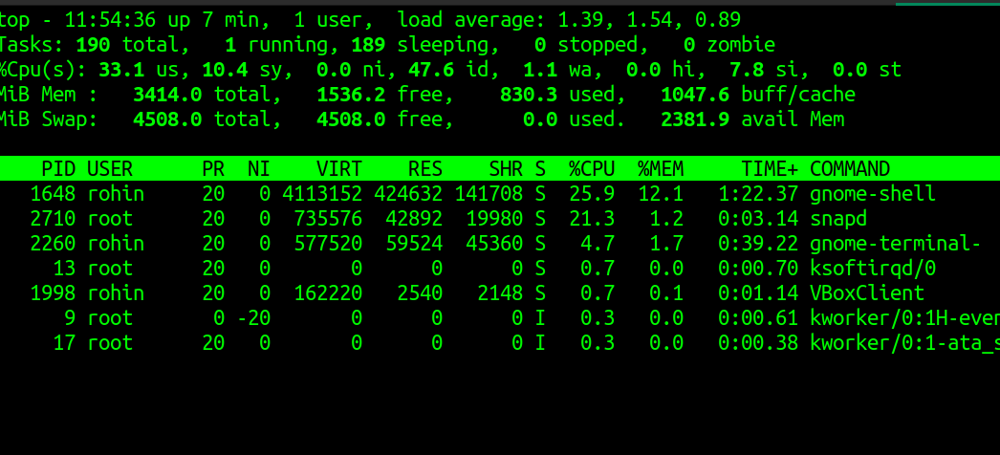 top - 11:54:36 up 7 min,  1 user,  load average: 1.39, 1.54, 0.89
Tasks: 190 total,   1 running, 189 sleeping,   0 stopped,   0 zombie
%Cpu(s): 33.1 us, 10.4 sy,  0.0 ni, 47.6 id,  1.1 wa,  0.0 hi,  7.8 si,  0.0 st
MiB Mem :   3414.0 total,   1536.2 free,    830.3 used,   1047.6 buff/cache
MiB Swap:   4508.0 total,   4508.0 free,      0.0 used.   2381.9 avail Mem
PID USER      PR  NI    VIRT    RES    SHR S  %CPU  %MEM     TIME+ COMMAND
1648 rohin     20   0 4113152 424632 141708 S  25.9  12.1   1:22.37 gnome-shell
2710 root      20   0  735576  42892  19980 S  21.3   1.2   0:03.14 snapd
2260 rohin     20   0  577520  59524  45360 S   4.7   1.7   0:39.22 gnome-terminal-
13 root      20   0       0      0      0 S   0.7   0.0   0:00.70 ksoftirqd/0
1998 rohin     20   0  162220   2540   2148 S   0.7   0.1   0:01.14 VBoxClient
9 root       0 -20       0      0      0 I   0.3   0.0   0:00.61 kworker/0:1H-even
17 root      20   0       0      0      0 I   0.3   0.0   0:00.38 kworker/0:1-ata_s